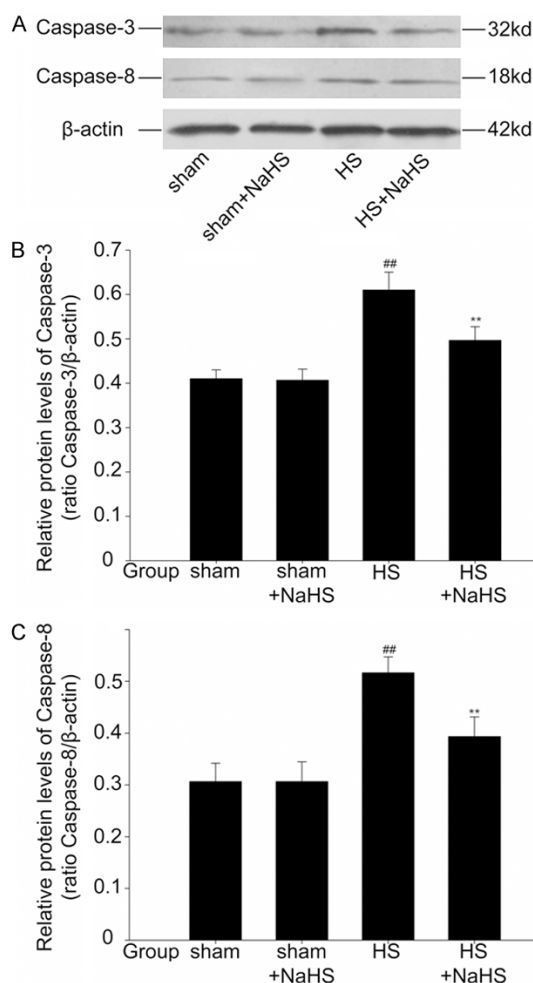 A
Caspase-3
32kd
Caspase-8
18kd
β-actin
42kd
sham
sham+NaHS
HS
HS+NaHS
B
Relative protein levels of Caspase-3
(ratio Caspase-3/β-actin)
0.7
0.6
0.5
0.4
0.3
0.2
0.1
0
##
**
Group
sham
sham
+NaHS
HS
HS
+NaHS
C
Relative protein levels of Caspase-8
(ratio Caspase-8/β-actin)
0.5
0.4
0.3
0.2
0.1
0
##
**
Group
sham
sham
+NaHS
HS
HS
+NaHS